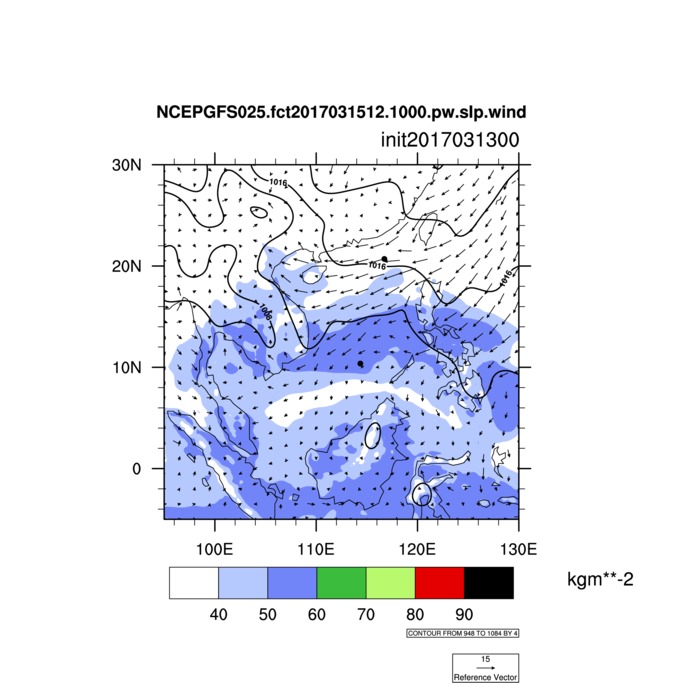 NCEPGFS025.fct2017031512.1000.pw.slp.wind
init2017031300
30N
1016
20N
1016
1016
10N
0
100E 110E 120E 130E
kgm**-2
40 50 60 70 80 90
CONTOUR FROM 948 TO 1084 BY 4
15
Reference Vector